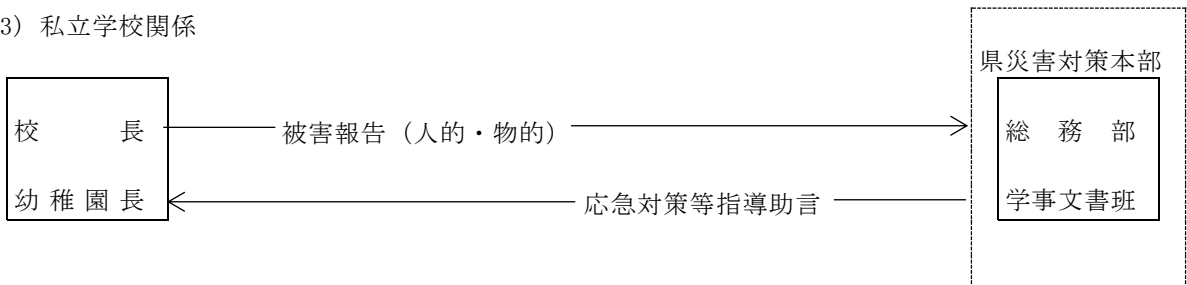 3) 私立学校関係
県災害対策本部
校長
被害報告（人的・物的）
総務部
幼稚園長
応急対策等指導助言
学事文書班